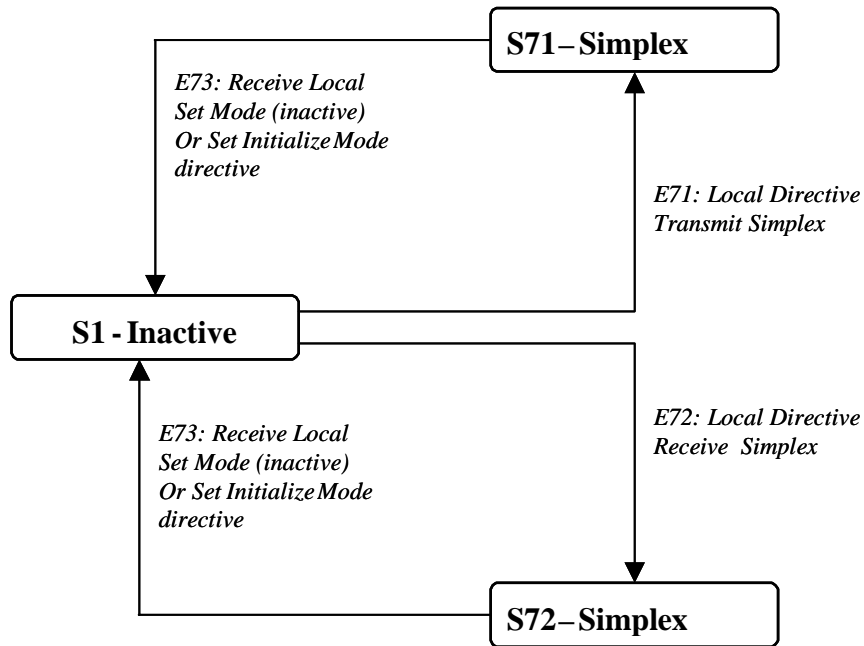 S71–Simplex
E73: Receive Local
Set Mode (inactive)
Or Set Initialize Mode
directive
E71: Local Directive
Transmit Simplex
S1 - Inactive
E73: Receive Local
Set Mode (inactive)
Or Set Initialize Mode
directive
E72: Local Directive
Receive Simplex
S72–Simplex